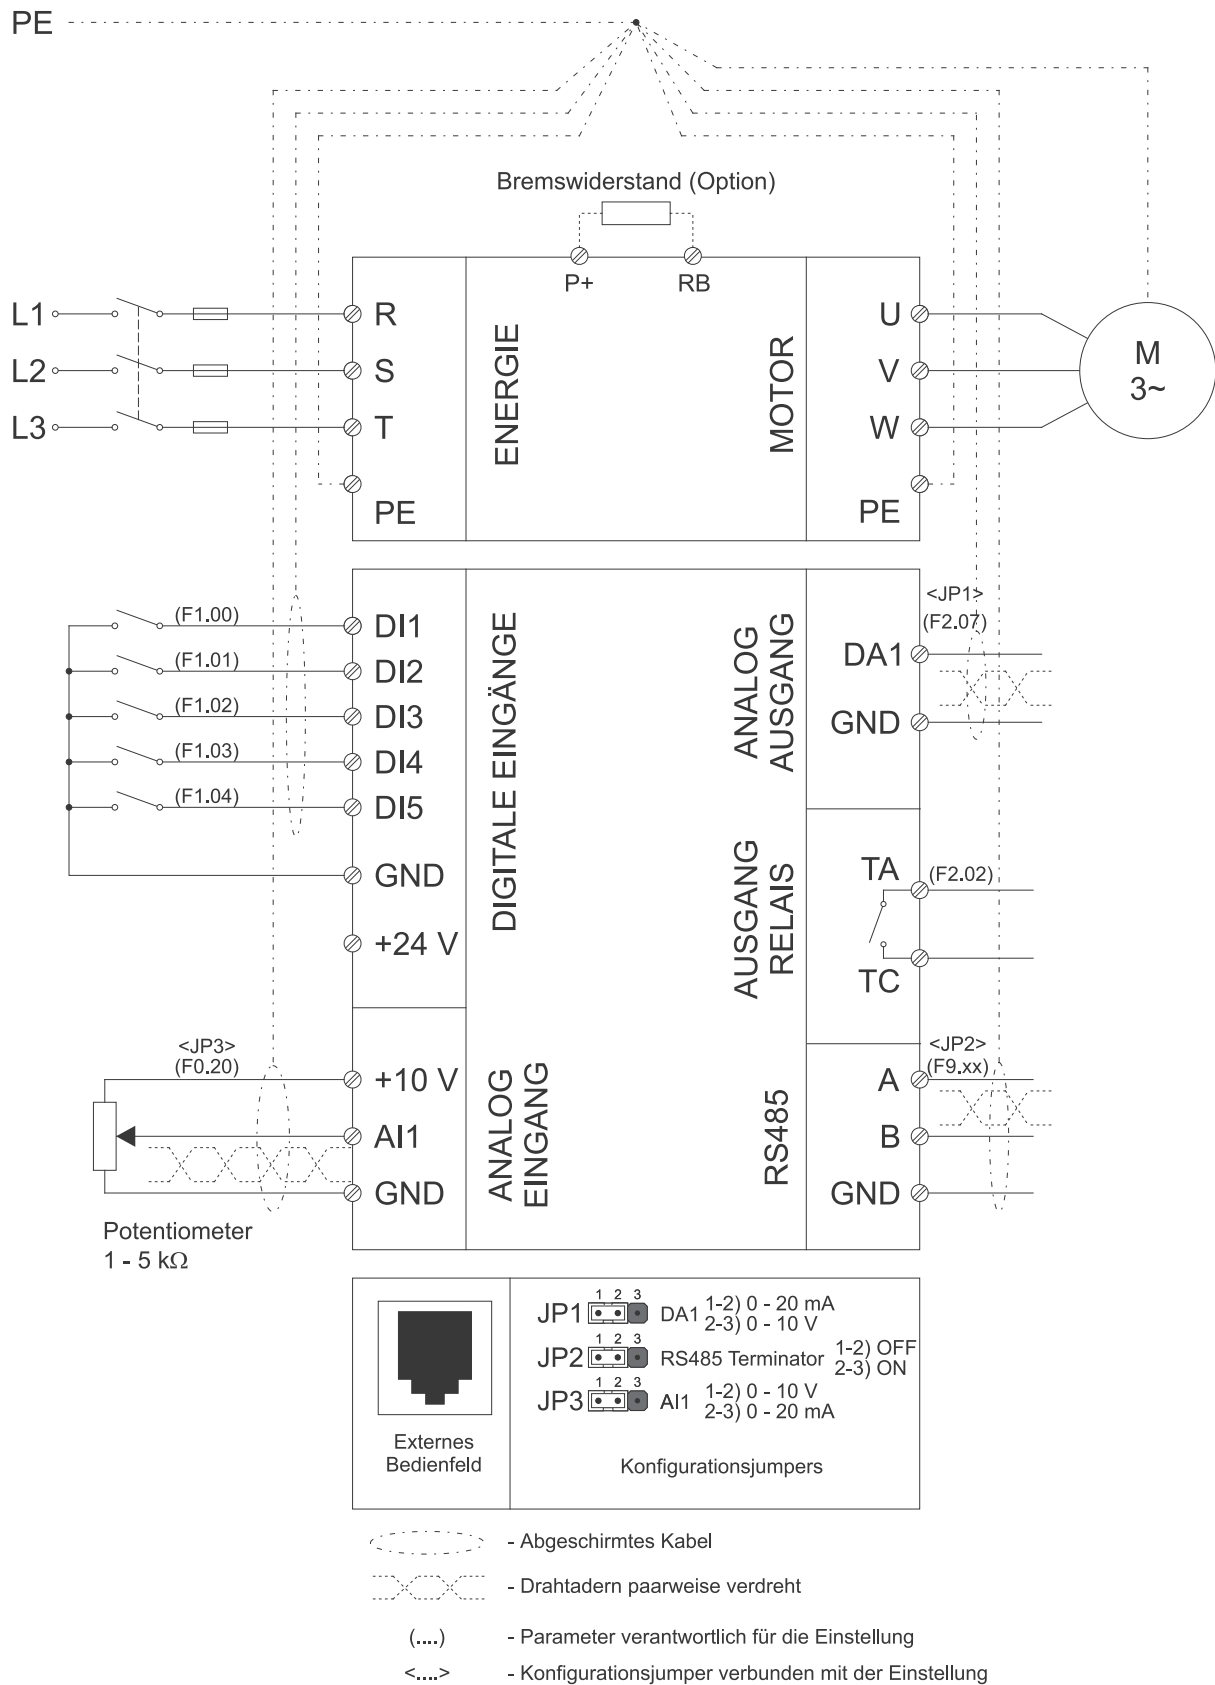 PE
Bremswiderstand (Option)
P+ RB
L1 R U
L2 S V
L3 T W
M
3~
ENERGIE
MOTOR
PE PE
(F1.00) DI1
(F1.01) DI2
(F1.02) DI3
(F1.03) DI4
(F1.04) DI5
GND
+24 V
DIGITALE EINGÄNGE
<JP1>
(F2.07)
DA1
GND
ANALOG
AUSGANG
TA (F2.02)
TC
AUSGANG
RELAIS
<JP3>
(F0.20)
+10 V
AI1
GND
ANALOG
EINGANG
Potentiometer
1 - 5 kΩ
<JP2>
(F9.xx)
A
B
GND
RS485
Externes
Bedienfeld
1 2 3
JP1 DA1 1-2) 0 - 20 mA
2-3) 0 - 10 V
1 2 3
JP2 RS485 Terminator 1-2) OFF
2-3) ON
1 2 3
JP3 AI1 1-2) 0 - 10 V
2-3) 0 - 20 mA
Konfigurationsjumpers
- Abgeschirmtes Kabel
- Drahtadern paarweise verdreht
(....) - Parameter verantwortlich für die Einstellung
<....> - Konfigurationsjumper verbunden mit der Einstellung